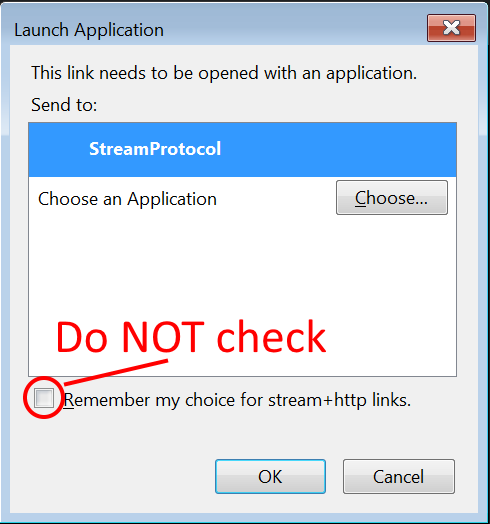 Launch Application
This link needs to be opened with an application.
Send to:
StreamProtocol
Choose an Application
Choose...
Do NOT check
Remember my choice for stream+http links.
OK
Cancel